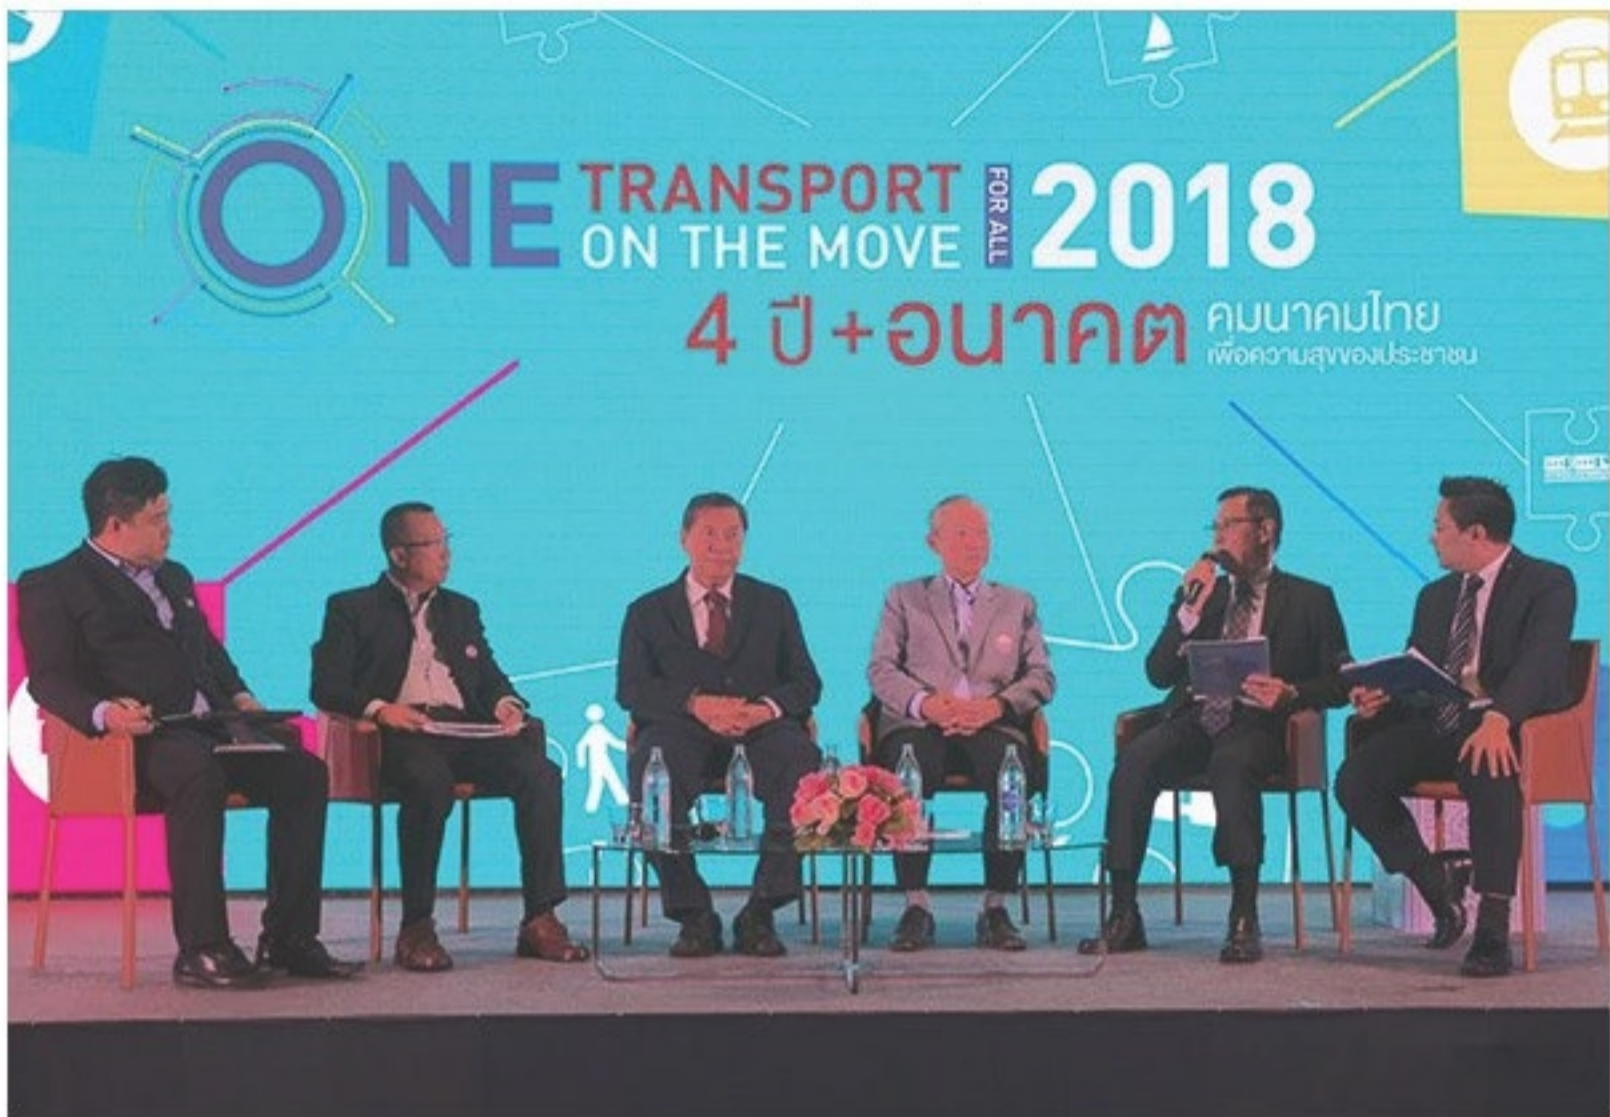 ONE TRANSPORT ON THE MOVE FOR ALL 2018
4 ปี + อนาคต คมนาคมไทย
เพื่อความสุขของประชาชน